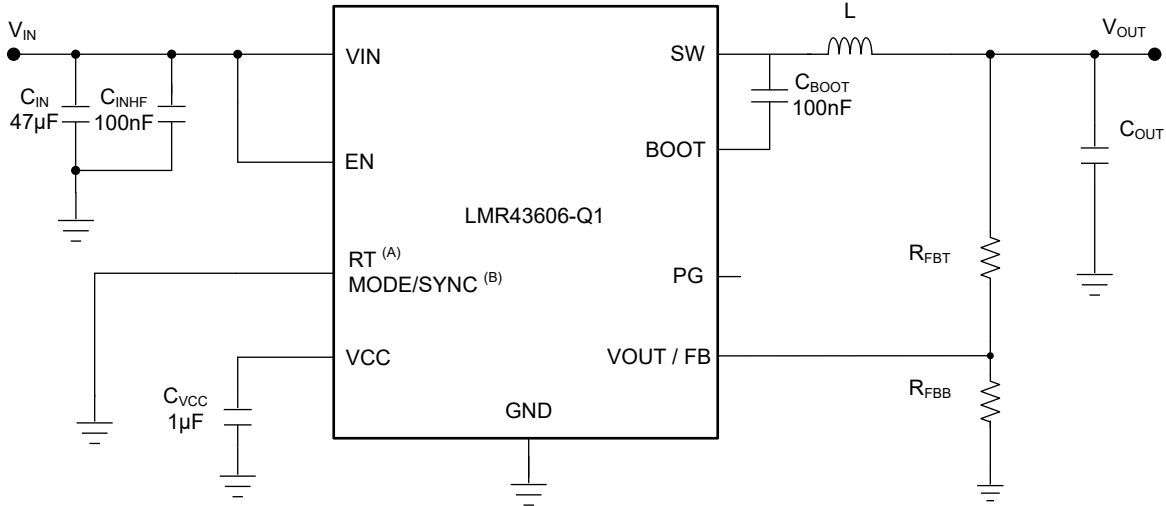 V_IN
C_IN
47µF
C_INHF
100nF
VIN
EN
RT (A)
MODE/SYNC (B)
VCC
C_VCC
1µF
LMR43606-Q1
GND
SW
BOOT
PG
VOUT / FB
L
C_BOOT
100nF
V_OUT
C_OUT
R_FBT
R_FBB